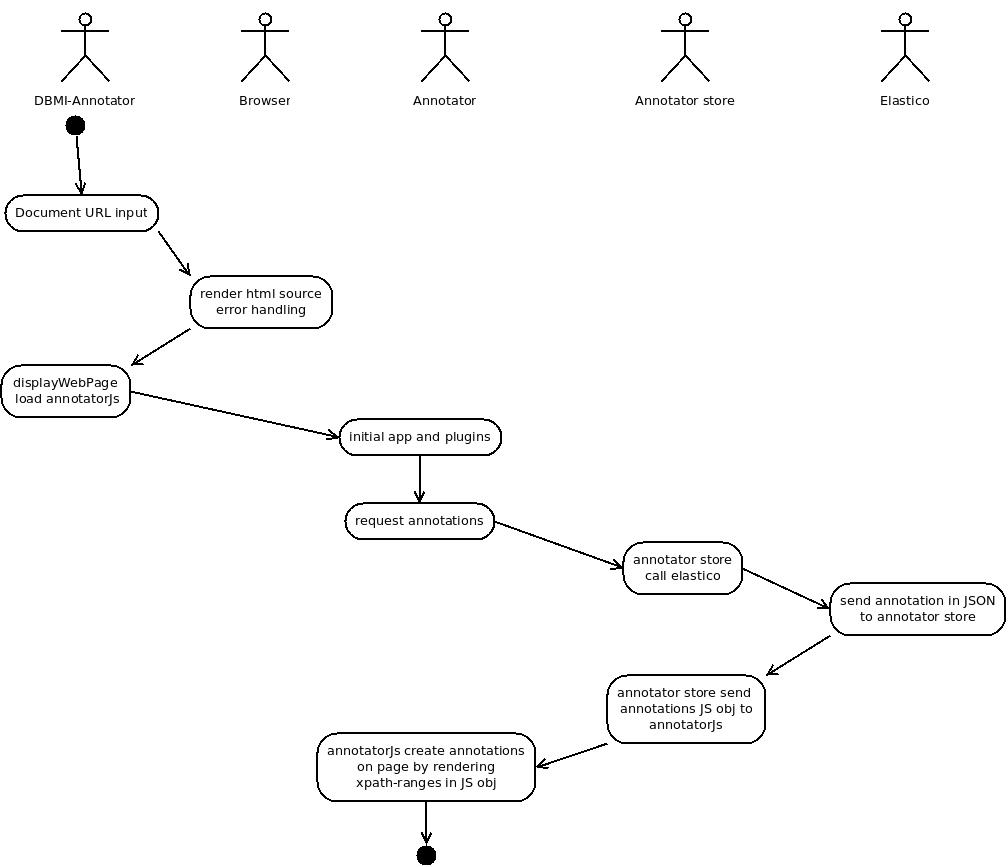 DBMI-Annotator
Browser
Annotator
Annotator store
Elastico
Document URL input
render html source
error handling
displayWebPage
load annotatorJs
initial app and plugins
request annotations
annotator store
call elastico
send annotation in JSON
to annotator store
annotator store send
annotations JS obj to
annotatorJs
annotatorJs create annotations
on page by rendering
xpath-ranges in JS obj